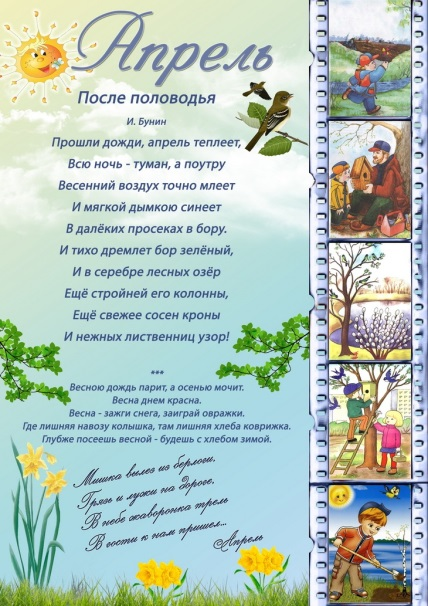 Апрель
После половодья
И. Бунин
Прошли дожди, апрель теплеет,
Всю ночь - туман, а поутру
Весенний воздух точно млеет
И мягкой дымкою синеет
В далёких просеках в бору.
И тихо дремлет бор зелёный,
И в серебре лесных озёр
Ещё стройней его колонны,
Ещё свежее сосен кроны
И нежных лиственниц узор!
***
Весною дождь парит, а осенью мочит.
Весна днем красна.
Весна - зажги снега, заиграй овражки.
Где лишняя навозу колышка, там лишняя хлеба коврижка.
Глубже посеешь весной - будешь с хлебом зимой.
Мишка вылез из берлоги,
Грязь и лужи на дороге,
В небе жаворонка трель
В гости к нам пришел...
Апрель